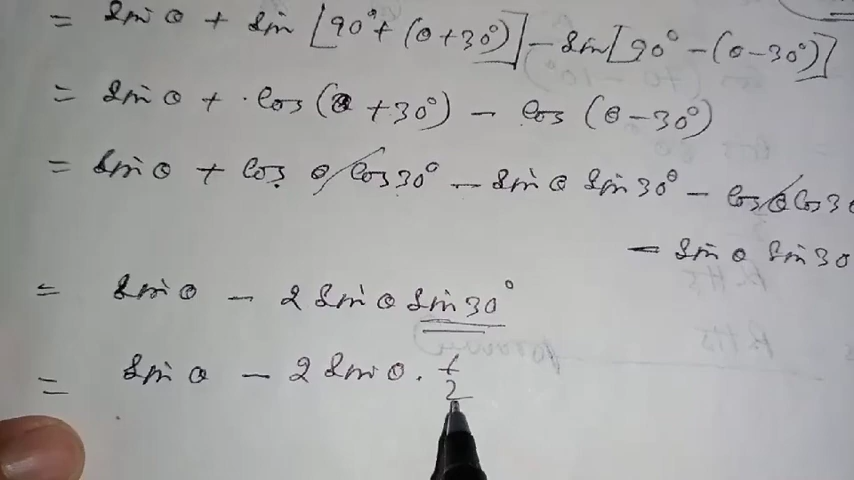 = sin θ + sin [90° + (θ + 30°)] - sin [90° - (θ - 30°)]
= sin θ + cos (θ + 30°) - cos (θ - 30°)
= sin θ + cos θ cos 30° - sin θ sin 30° - cos θ cos 30
- sin θ sin 30
= sin θ - 2 sin θ sin 30°
= sin θ - 2 sin θ . 1/2